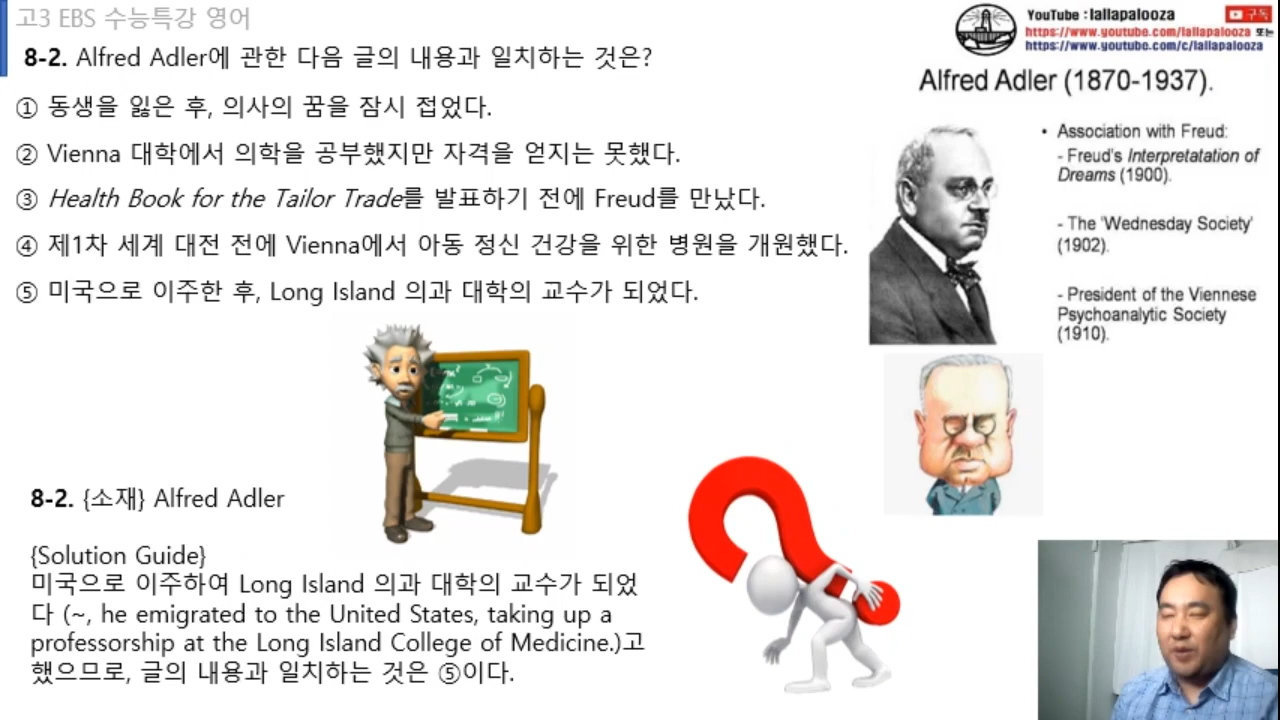 고3 EBS 수능특강 영어
8-2. Alfred Adler에 관한 다음 글의 내용과 일치하는 것은?
① 동생을 잃은 후, 의사의 꿈을 잠시 접었다.
② Vienna 대학에서 의학을 공부했지만 자격을 얻지는 못했다.
③ Health Book for the Tailor Trade를 발표하기 전에 Freud를 만났다.
④ 제1차 세계 대전 전에 Vienna에서 아동 정신 건강을 위한 병원을 개원했다.
⑤ 미국으로 이주한 후, Long Island 의과 대학의 교수가 되었다.
YouTube : lallapalooza
구독
https://www.youtube.com/lallapalooza 또는
https://www.youtube.com/c/lallapalooza
Alfred Adler (1870-1937).
• Association with Freud:
- Freud's Interpretatation of
Dreams (1900).
- The 'Wednesday Society'
(1902).
- President of the Viennese
Psychoanalytic Society
(1910).
8-2. {소재} Alfred Adler
{Solution Guide}
미국으로 이주하여 Long Island 의과 대학의 교수가 되었
다 (~, he emigrated to the United States, taking up a
professorship at the Long Island College of Medicine.)고
했으므로, 글의 내용과 일치하는 것은 ⑤이다.